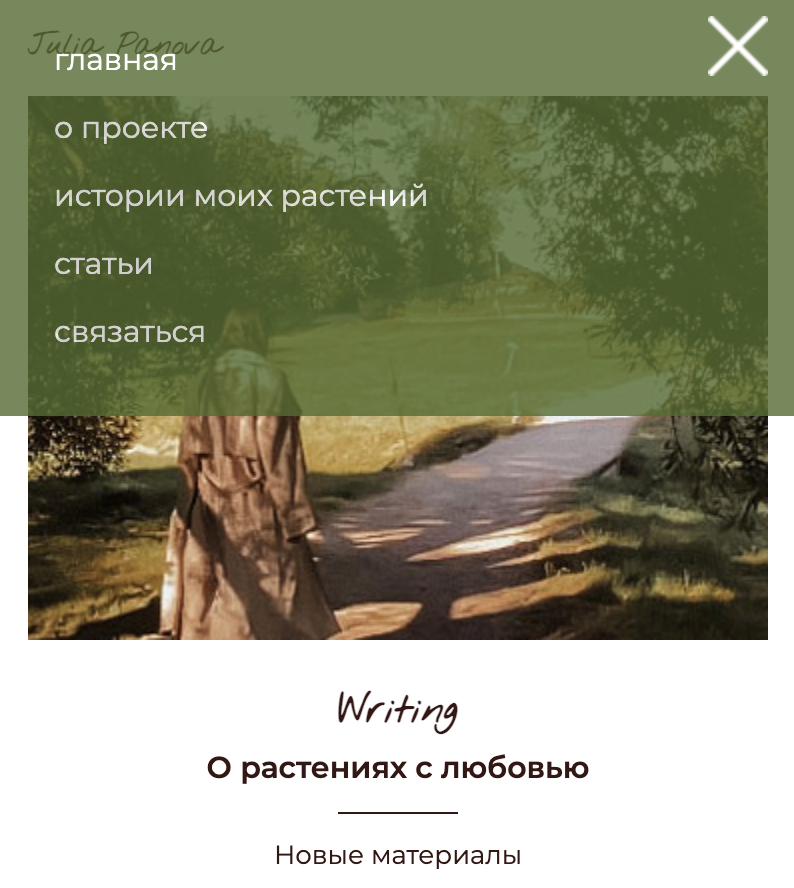 Julia Panova
главная
о проекте
истории моих растений
статьи
связаться
Writing
О растениях с любовью
Новые материалы